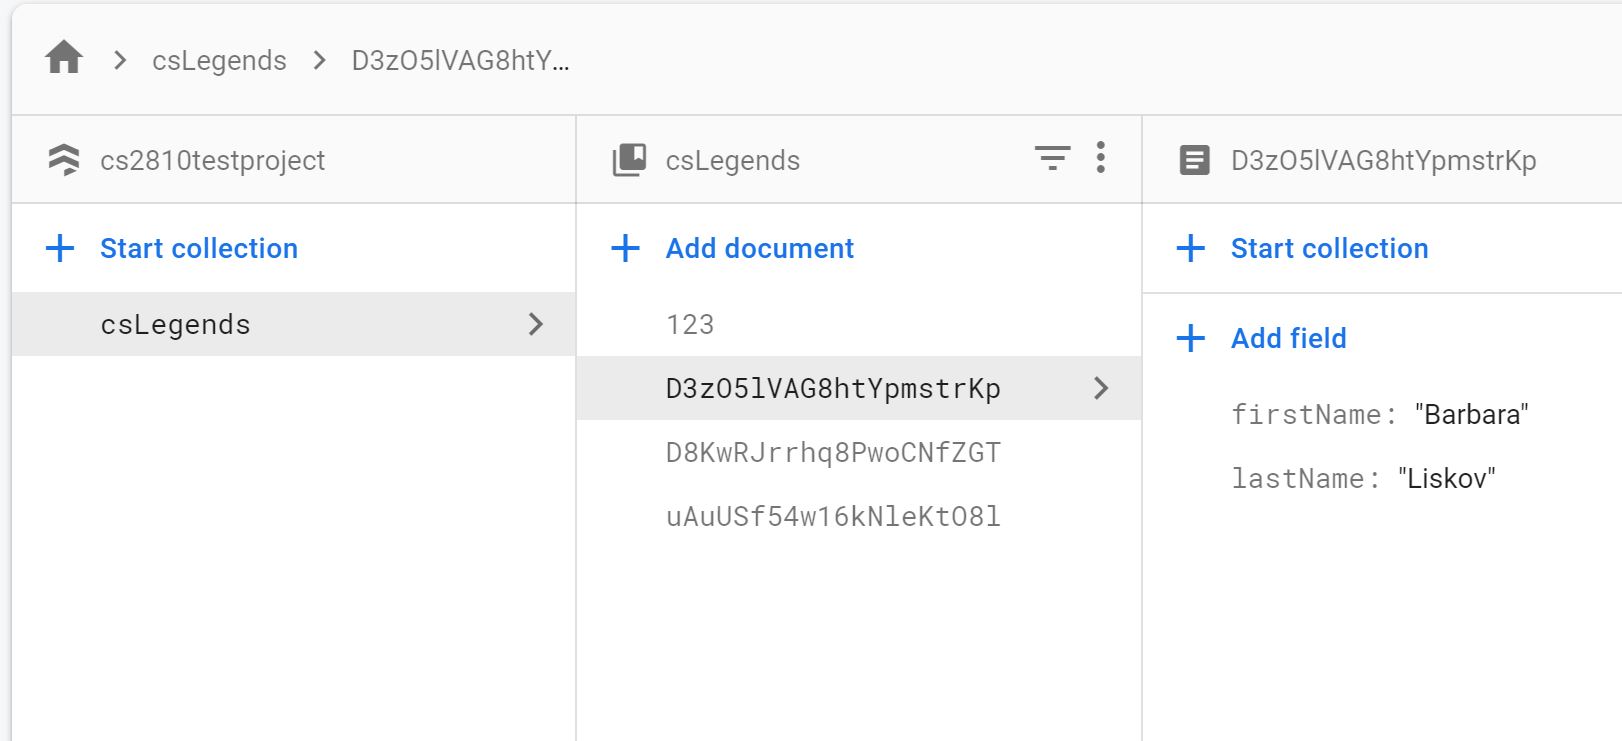 csLegends
D3zO5lVAG8htY...
cs2810testproject
Start collection
csLegends
csLegends
Add document
123
D3zO5lVAG8htYpmstrKp
D8KwRJrrhq8PwoCNfZGT
uAuUSf54w16kNleKtO8l
D3zO5lVAG8htYpmstrKp
Start collection
Add field
firstName: "Barbara"
lastName: "Liskov"